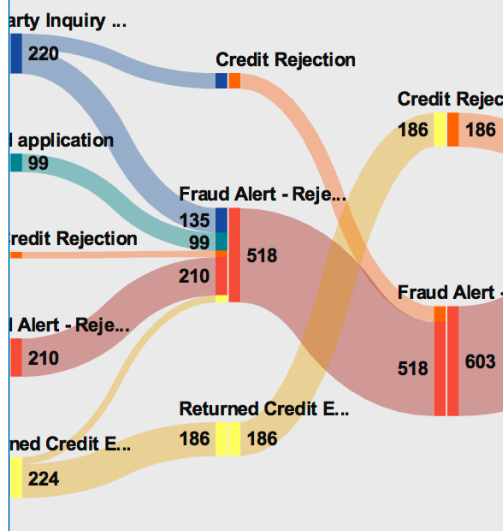 arty Inquiry ...
220
Credit Rejection
Credit Rejec
186 186
application
99
Fraud Alert - Reje...
135
99
518
210
redit Rejection
Fraud Alert -
Alert - Reje...
210
518 603
Returned Credit E...
186 186
ned Credit E...
224